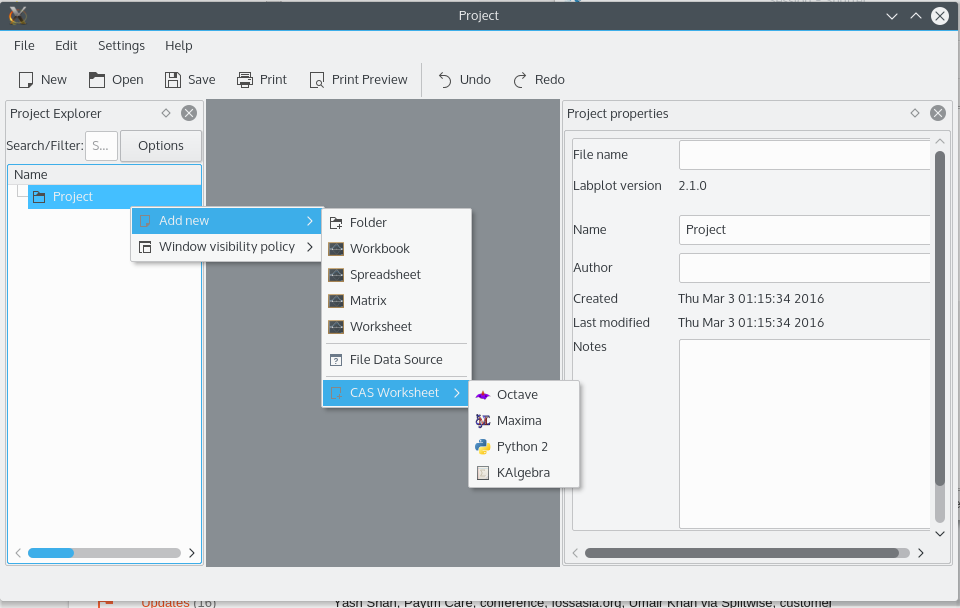 Project
File Edit Settings Help
New Open Save Print Print Preview Undo Redo
Project Explorer
Search/Filter: S... Options
Name
Project
Add new
Window visibility policy
Folder
Workbook
Spreadsheet
Matrix
Worksheet
File Data Source
CAS Worksheet
Octave
Maxima
Python 2
KAlgebra
Project properties
File name
Labplot version 2.1.0
Name Project
Author
Created Thu Mar 3 01:15:34 2016
Last modified Thu Mar 3 01:15:34 2016
Notes
Updates (16) Yash Shah, Paytm Care, conference, fossasia.org, Umair Khan via Splitwise, customer